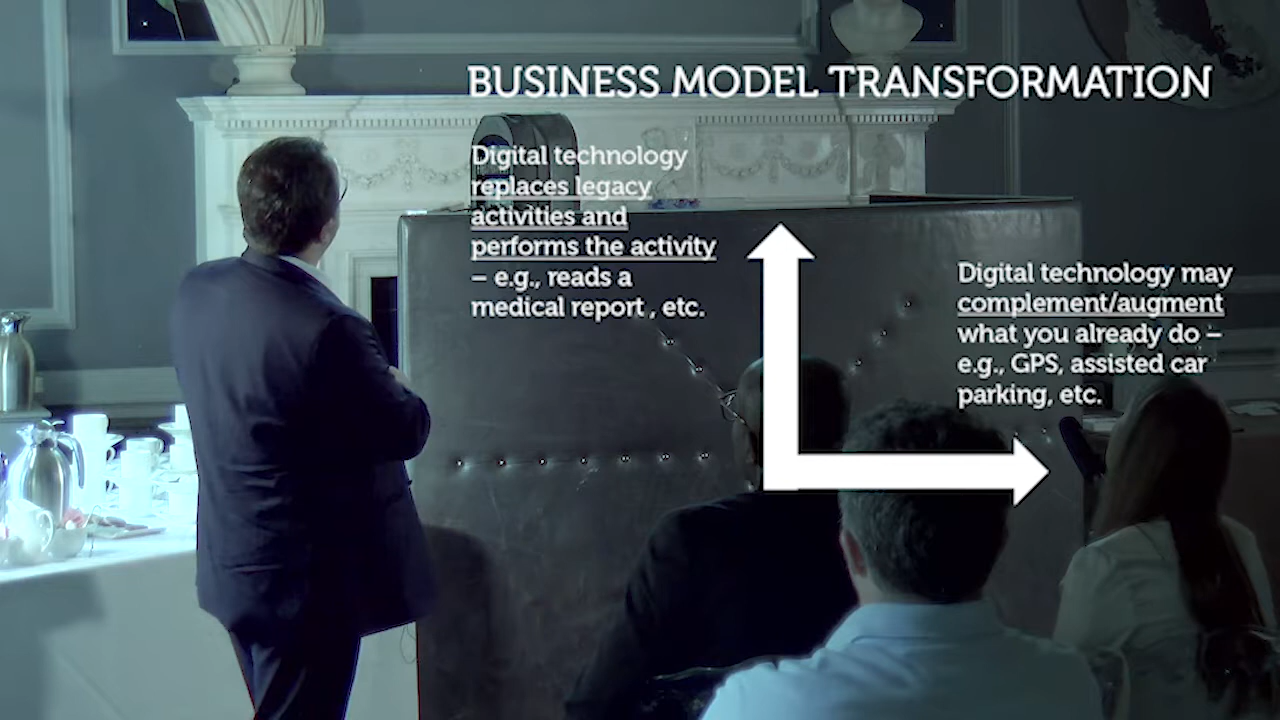 BUSINESS MODEL TRANSFORMATION
Digital technology
replaces legacy
activities and
performs the activity
– e.g., reads a
medical report , etc.
Digital technology may
complement/augment
what you already do –
e.g., GPS, assisted car
parking, etc.